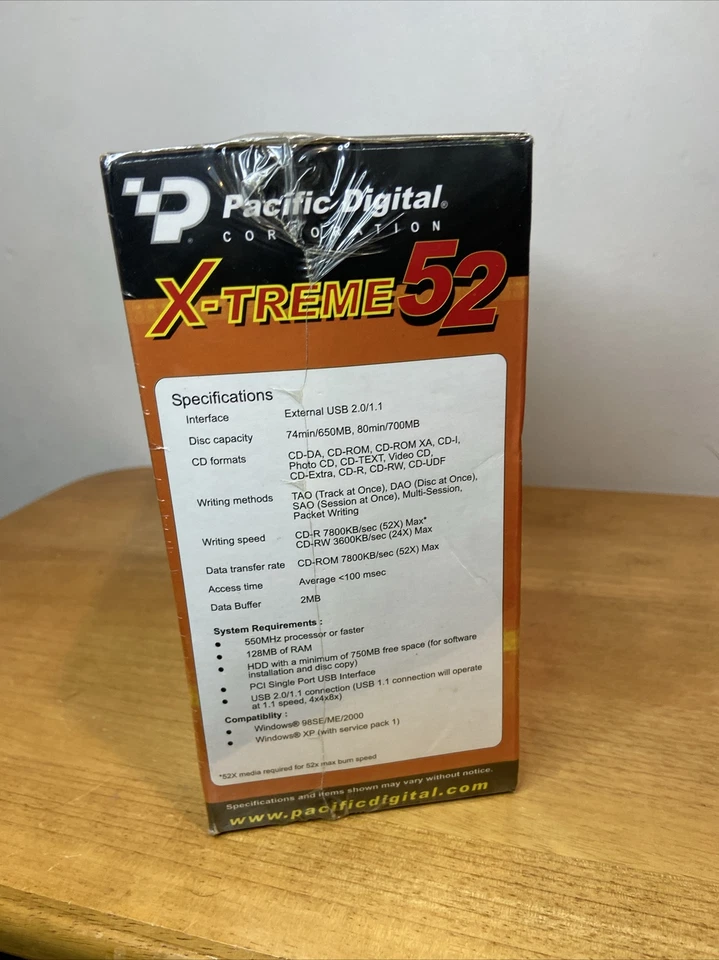 Pacific Digital®
CORPORATION
X-TREME 52
Specifications
Interface External USB 2.0/1.1
Disc capacity 74min/650MB, 80min/700MB
CD formats CD-DA, CD-ROM, CD-ROM XA, CD-I,
Photo CD, CD-TEXT, Video CD,
CD-Extra, CD-R, CD-RW, CD-UDF
Writing methods TAO (Track at Once), DAO (Disc at Once),
SAO (Session at Once), Multi-Session,
Packet Writing
Writing speed CD-R 7800KB/sec (52X) Max*
CD-RW 3600KB/sec (24X) Max
Data transfer rate CD-ROM 7800KB/sec (52X) Max
Access time Average <100 msec
Data Buffer 2MB
System Requirements :
• 550MHz processor or faster
• 128MB of RAM
• HDD with a minimum of 750MB free space (for software
installation and disc copy)
• PCI Single Port USB Interface
• USB 2.0/1.1 connection (USB 1.1 connection will operate
at 1.1 speed, 4x4x8x)
Compatiblity :
• Windows® 98SE/ME/2000
• Windows® XP (with service pack 1)
*52X media required for 52x max burn speed
Specifications and items shown may vary without notice.
www.pacificdigital.com